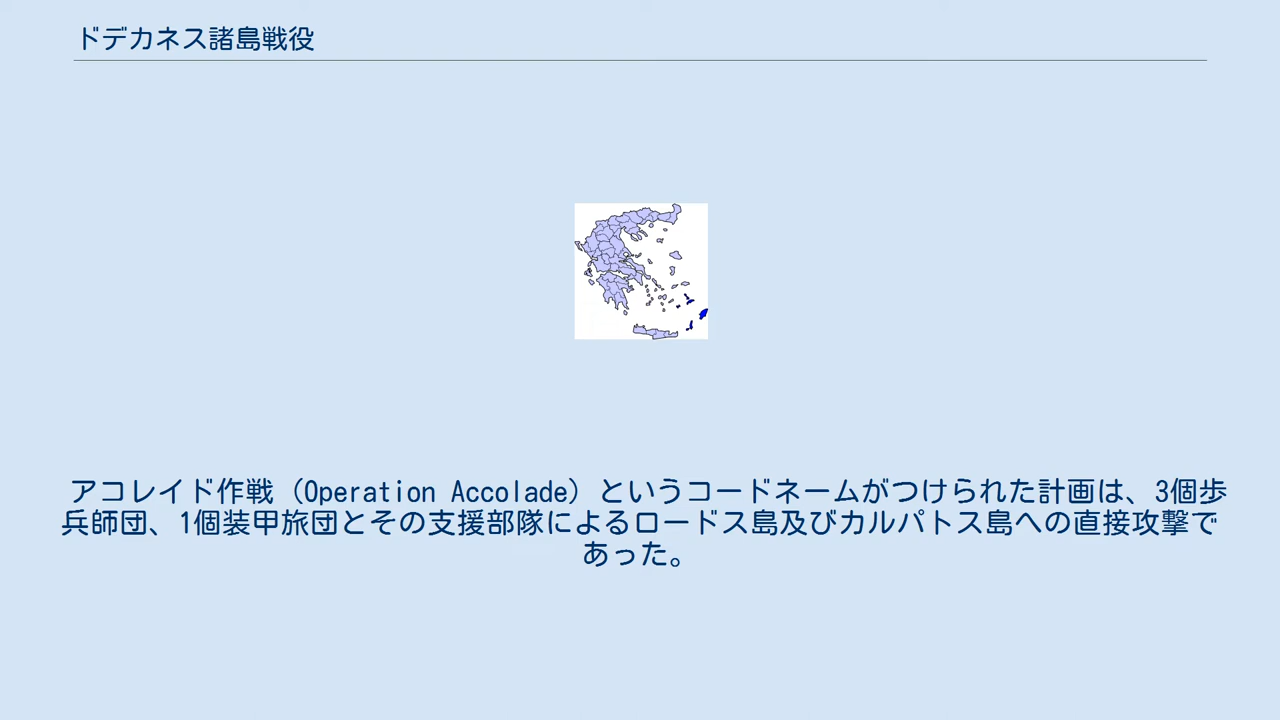 ドデカネス諸島戦役
アコレイド作戦（Operation Accolade）というコードネームがつけられた計画は、3個歩
兵師団、1個装甲旅団とその支援部隊によるロードス島及びカルパトス島への直接攻撃で
あった。